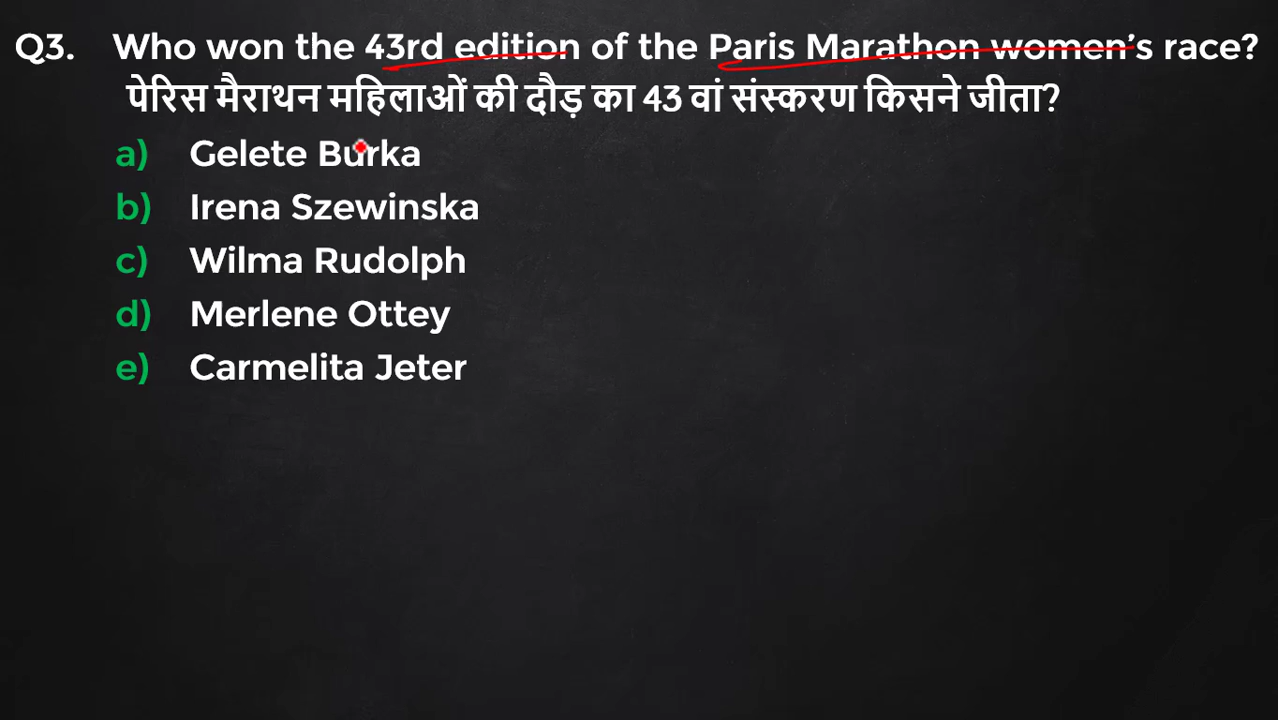 Q3. Who won the 43rd edition of the Paris Marathon women's race?
पेरिस मैराथन महिलाओं की दौड़ का 43 वां संस्करण किसने जीता?
a) Gelete Burka
b) Irena Szewinska
c) Wilma Rudolph
d) Merlene Ottey
e) Carmelita Jeter